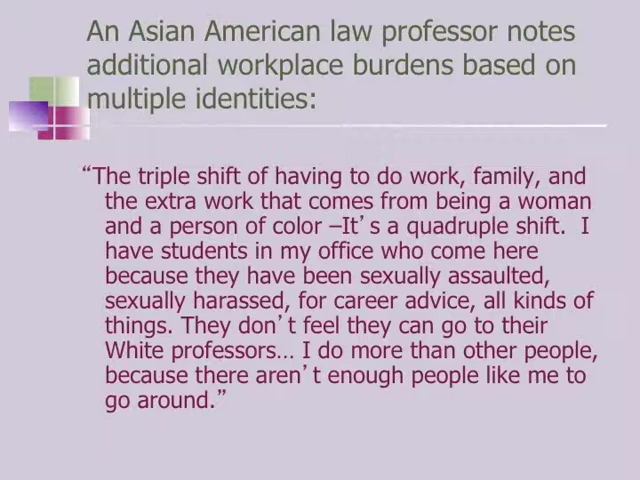 An Asian American law professor notes
additional workplace burdens based on
multiple identities:
“The triple shift of having to do work, family, and
the extra work that comes from being a woman
and a person of color –It’s a quadruple shift.  I
have students in my office who come here
because they have been sexually assaulted,
sexually harassed, for career advice, all kinds of
things. They don’t feel they can go to their
White professors… I do more than other people,
because there aren’t enough people like me to
go around.”